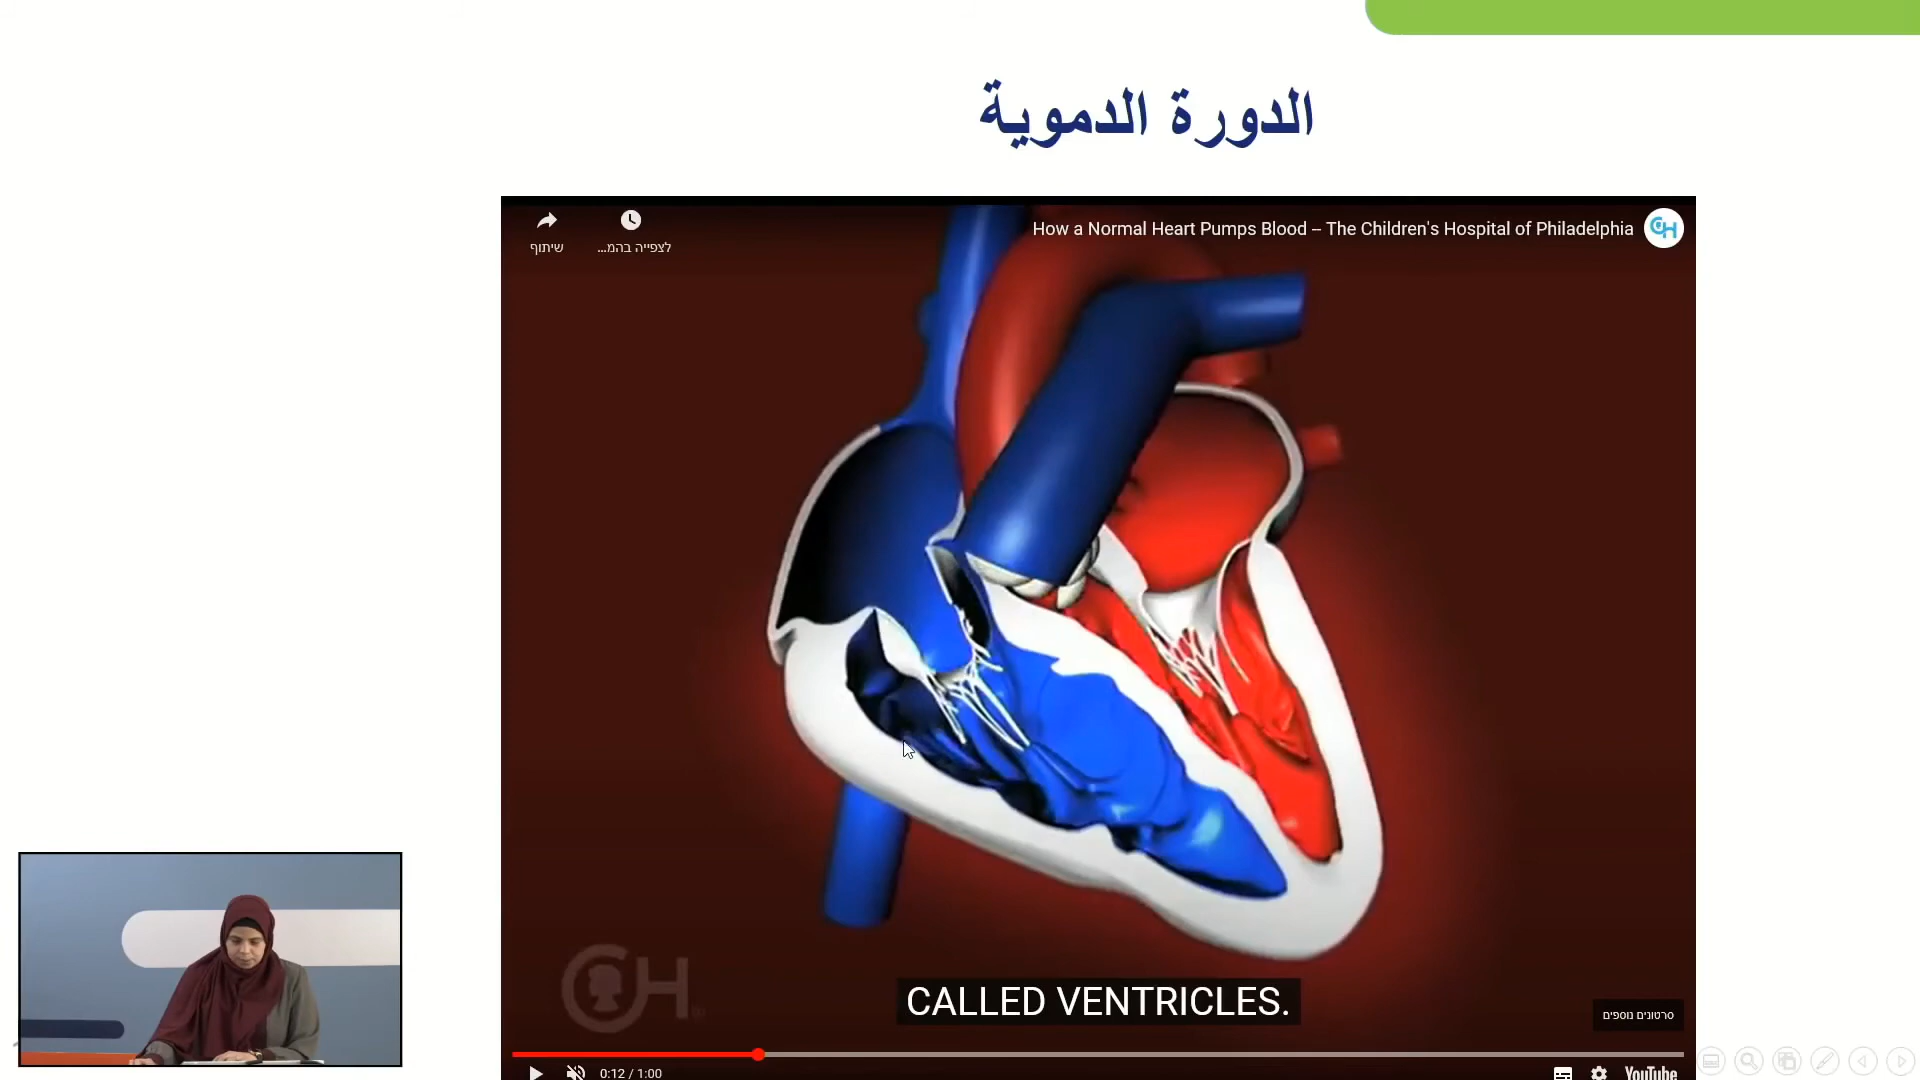 الدورة الدموية
שיתוף
לצפייה בהמ...
How a Normal Heart Pumps Blood – The Children's Hospital of Philadelphia
CH
CALLED VENTRICLES.
סרטונים נוספים
0:12 / 1:00
YouTube